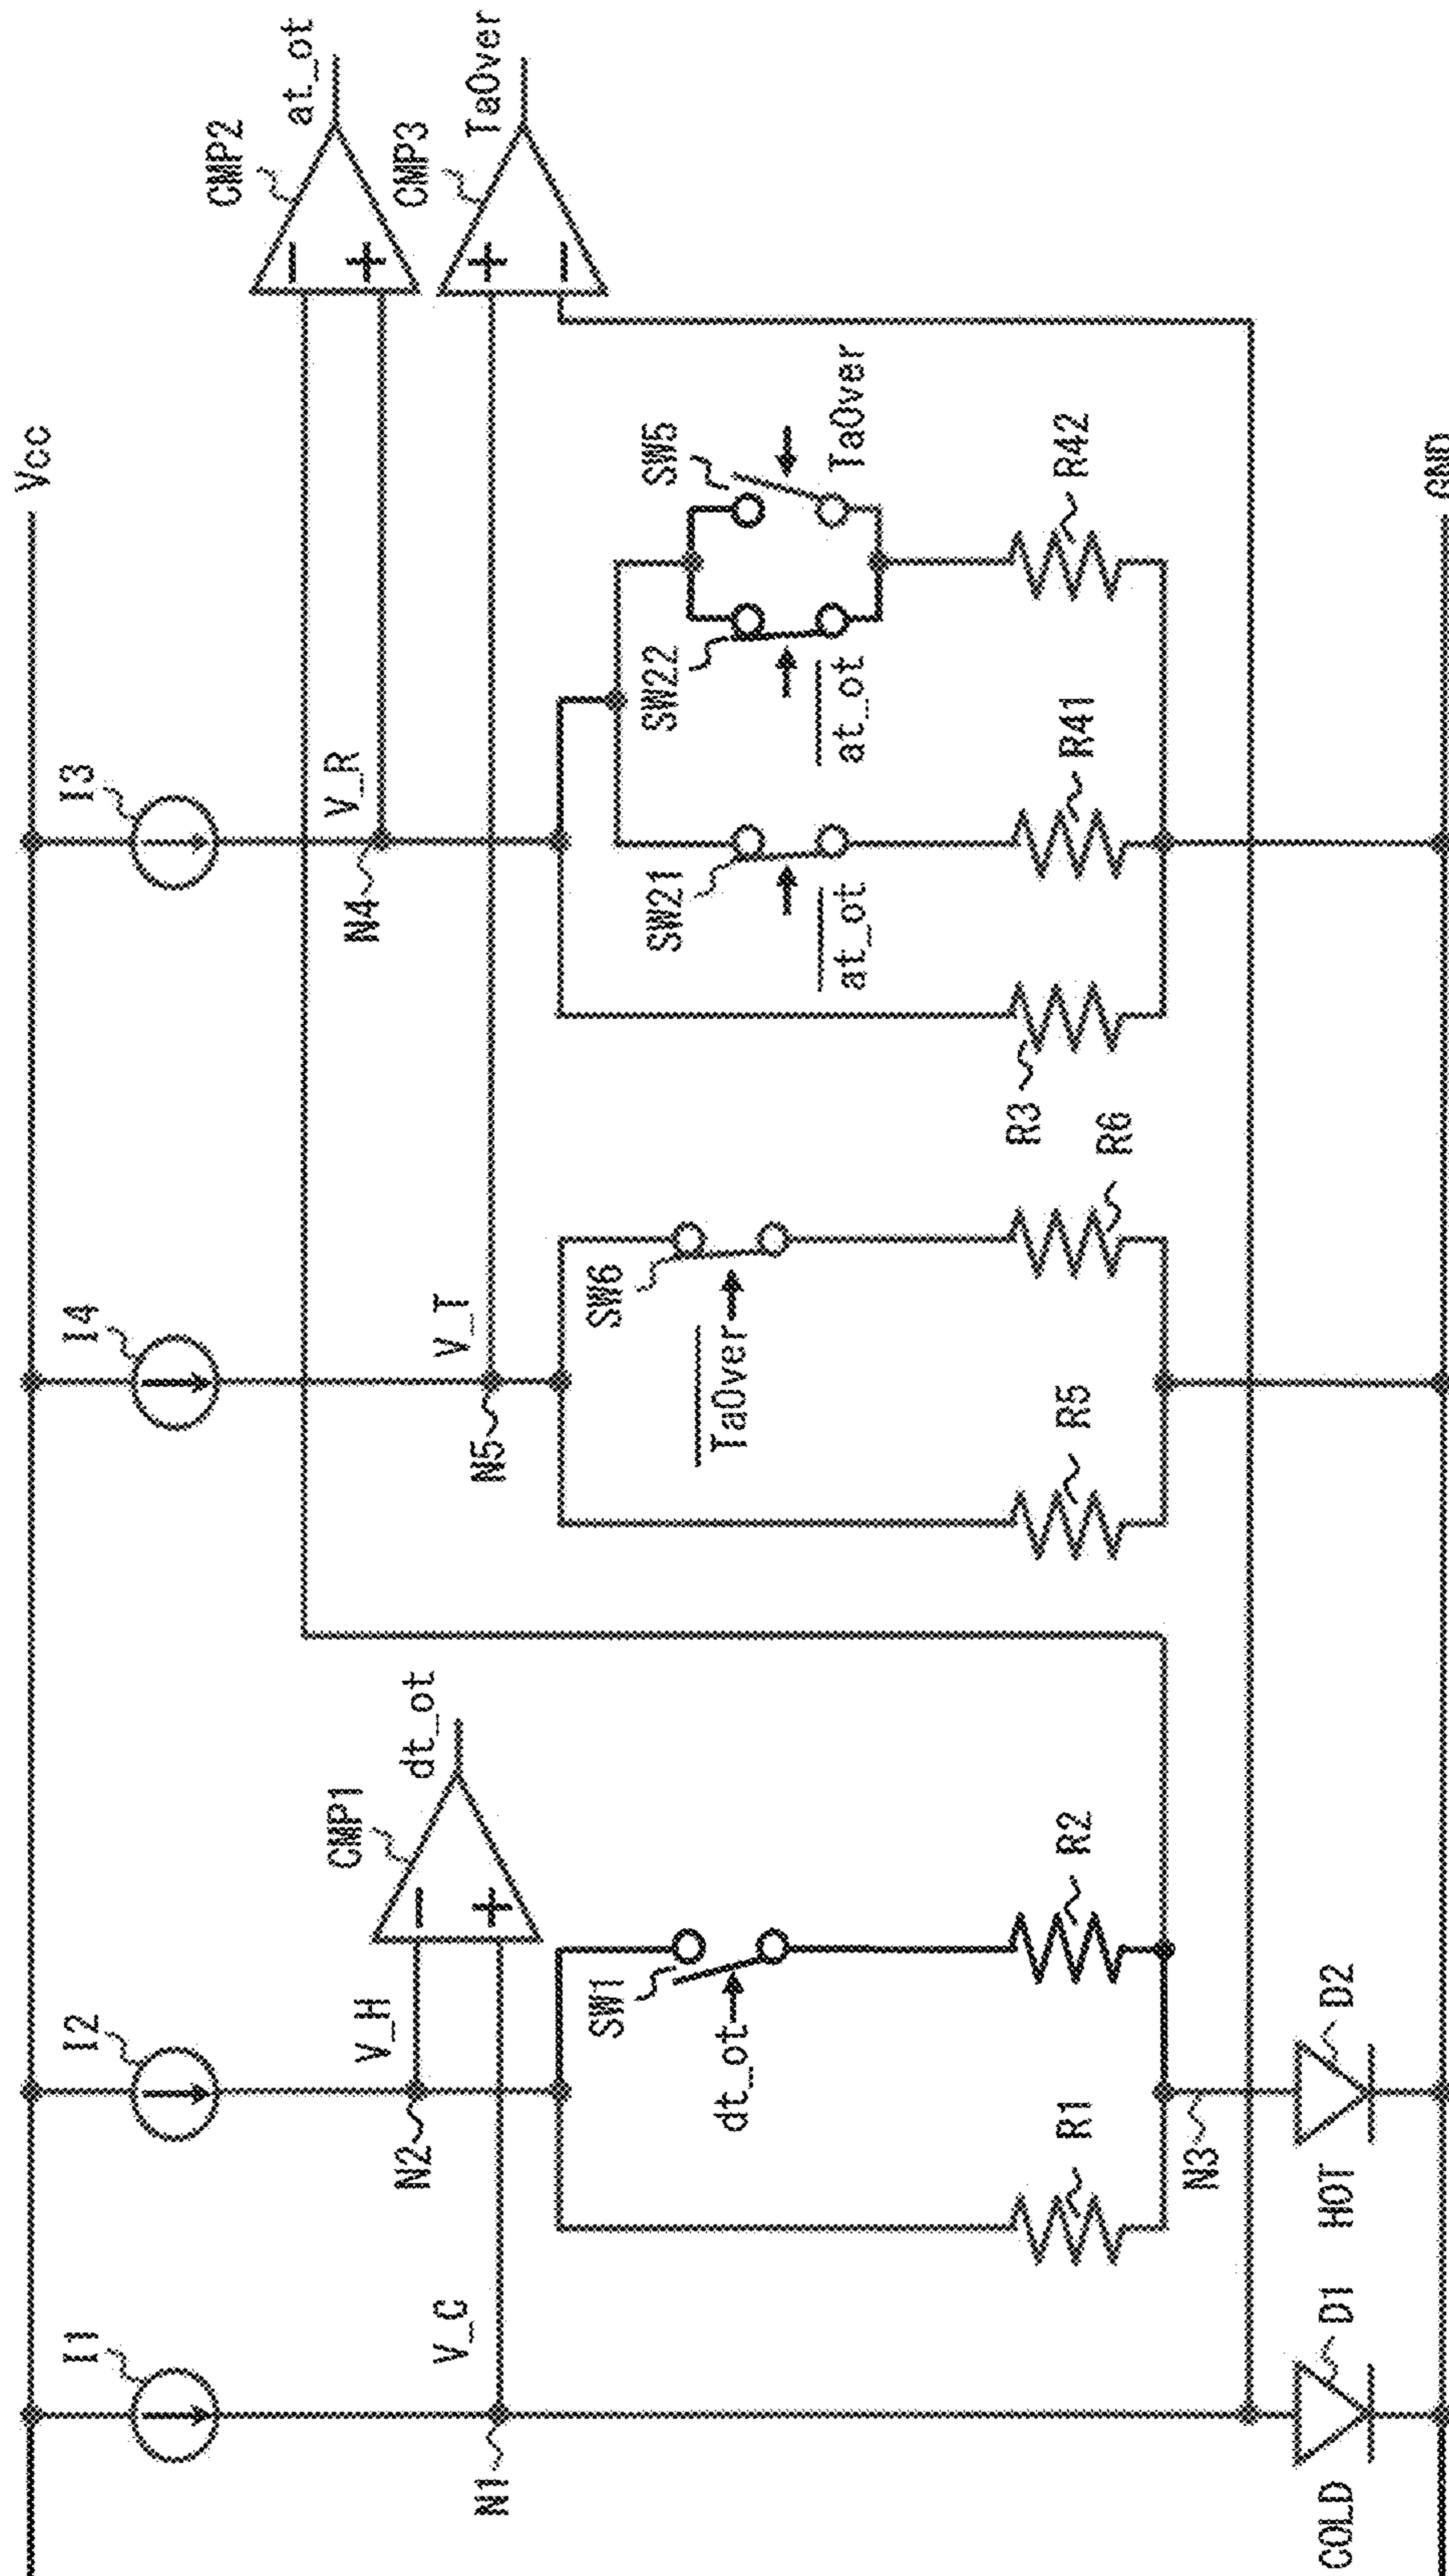 Vcc
I1
I2
I4
I3
CMP2
at_ot
CMP3
TaOver
CMP1
dt_ot
V_C
V_H
V_T
V_R
N1
N2
N5
N4
SW1
dt_ot
SW6
TaOver
SW21
at_ot
SW22
at_ot
SW5
TaOver
R1
R2
R5
R6
R3
R41
R42
N3
COLD
D1
HOT
D2
GND
−
+
−
+
+
−